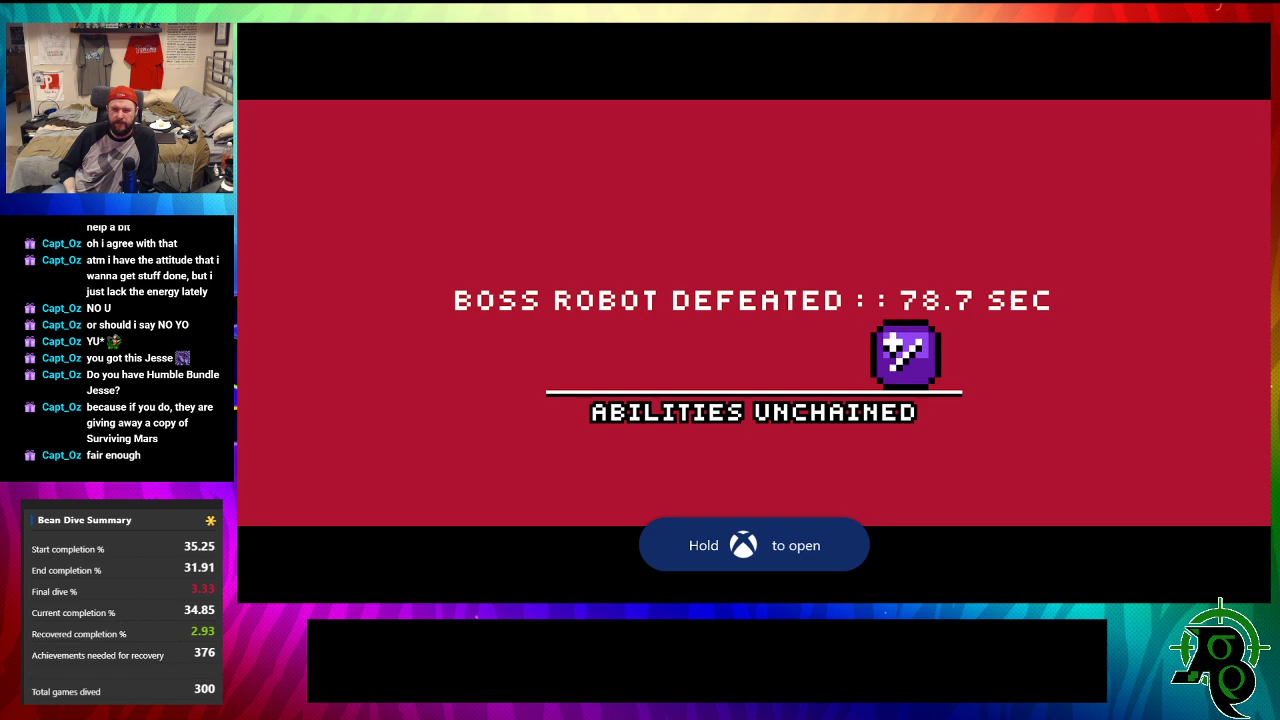 help a bit
Capt_Oz oh i agree with that
Capt_Oz atm i have the attitude that i
wanna get stuff done, but i
just lack the energy lately
Capt_Oz NO U
Capt_Oz or should i say NO YO
Capt_Oz YU*
Capt_Oz you got this Jesse
Capt_Oz Do you have Humble Bundle
Jesse?
Capt_Oz because if you do, they are
giving away a copy of
Surviving Mars
Capt_Oz fair enough
Bean Dive Summary
Start completion % 35.25
End completion % 31.91
Final dive % 3.33
Current completion % 34.85
Recovered completion % 2.93
Achievements needed for recovery 376
Total games dived 300
BOSS ROBOT DEFEATED :: 78.7 SEC
ABILITIES UNCHAINED
Hold to open